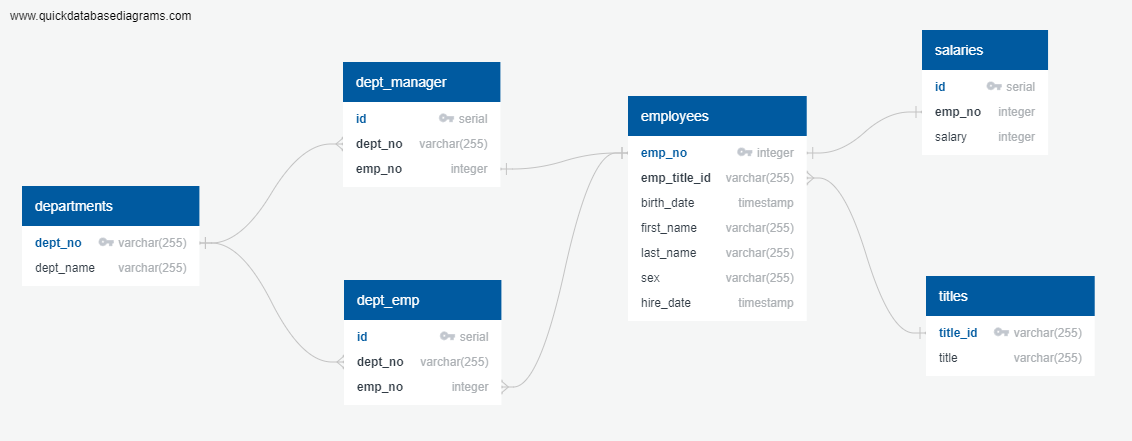 www.quickdatabasediagrams.com
departments
dept_no varchar(255)
dept_name varchar(255)
dept_manager
id serial
dept_no varchar(255)
emp_no integer
dept_emp
id serial
dept_no varchar(255)
emp_no integer
employees
emp_no integer
emp_title_id varchar(255)
birth_date timestamp
first_name varchar(255)
last_name varchar(255)
sex varchar(255)
hire_date timestamp
salaries
id serial
emp_no integer
salary integer
titles
title_id varchar(255)
title varchar(255)